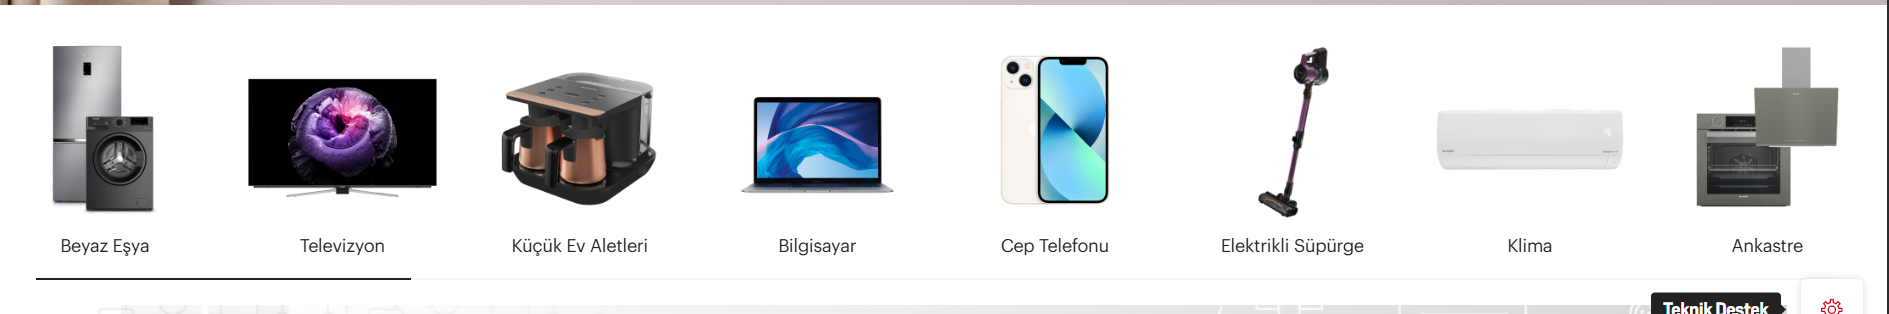 Beyaz Eşya
Televizyon
Küçük Ev Aletleri
Bilgisayar
Cep Telefonu
Elektrikli Süpürge
Klima
Ankastre
Teknik Destek